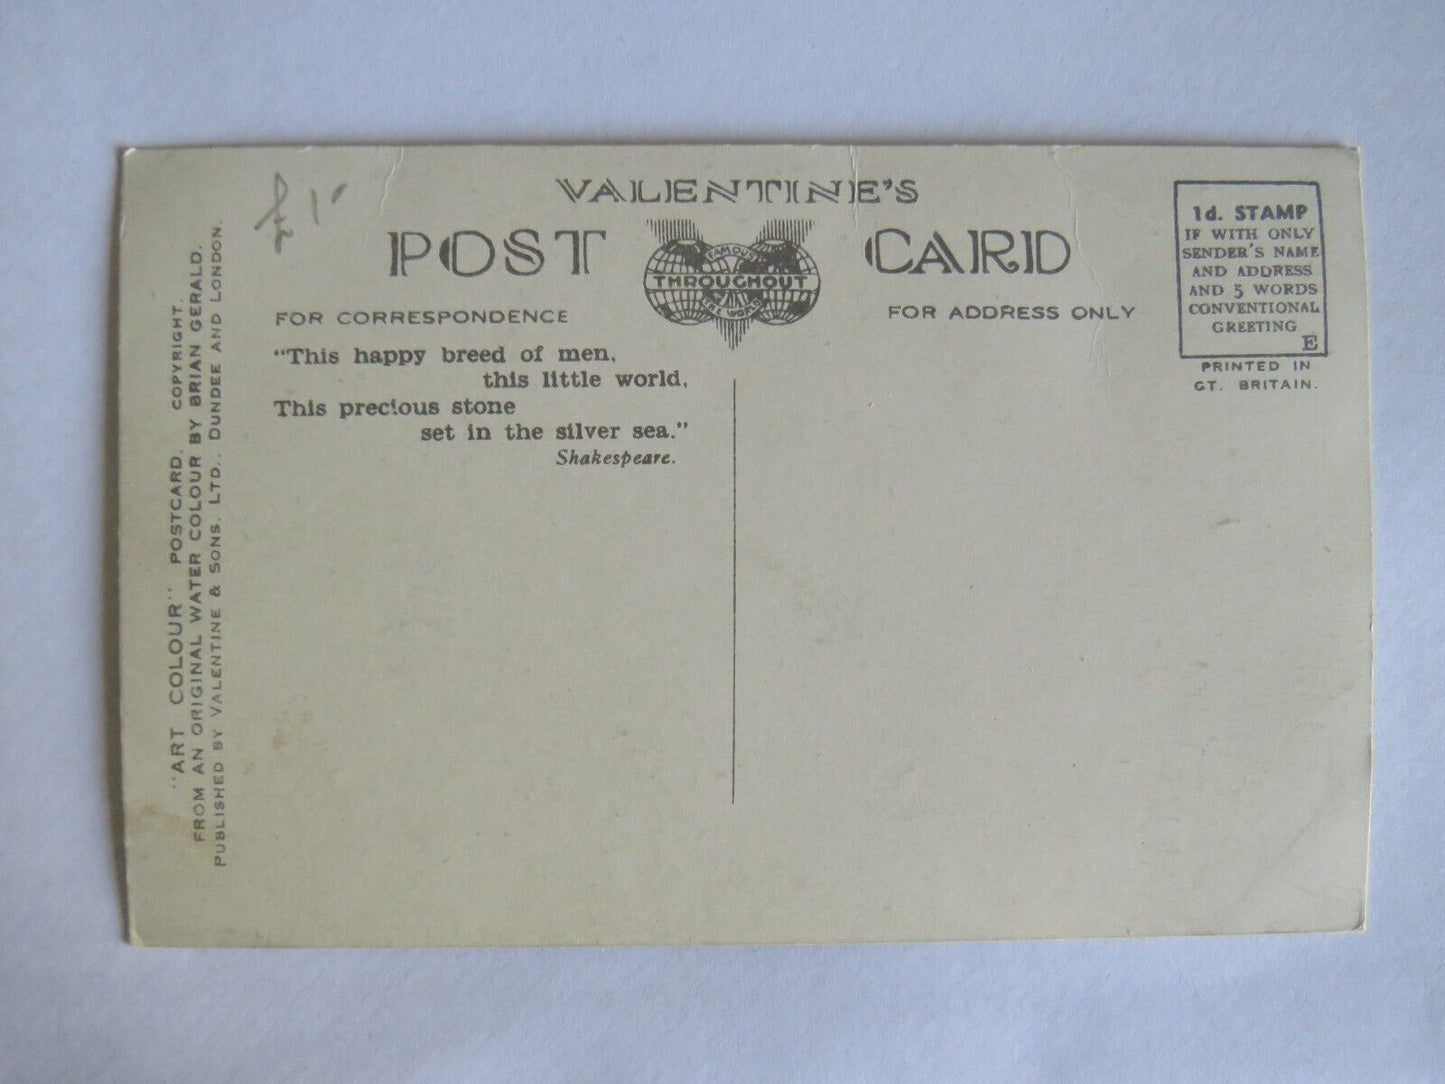 £1
VALENTINE'S
POST CARD
FAMOUS
THROUGHOUT
THE WORLD
FOR CORRESPONDENCE
FOR ADDRESS ONLY
"This happy breed of men,
this little world,
This precious stone
set in the silver sea."
Shakespeare.
1d. STAMP
IF WITH ONLY
SENDER'S NAME
AND ADDRESS
AND 5 WORDS
CONVENTIONAL
GREETING
E
PRINTED IN
GT. BRITAIN.
"ART COLOUR" POSTCARD. COPYRIGHT.
FROM AN ORIGINAL WATER COLOUR BY BRIAN GERALD.
PUBLISHED BY VALENTINE & SONS. LTD., DUNDEE AND LONDON.